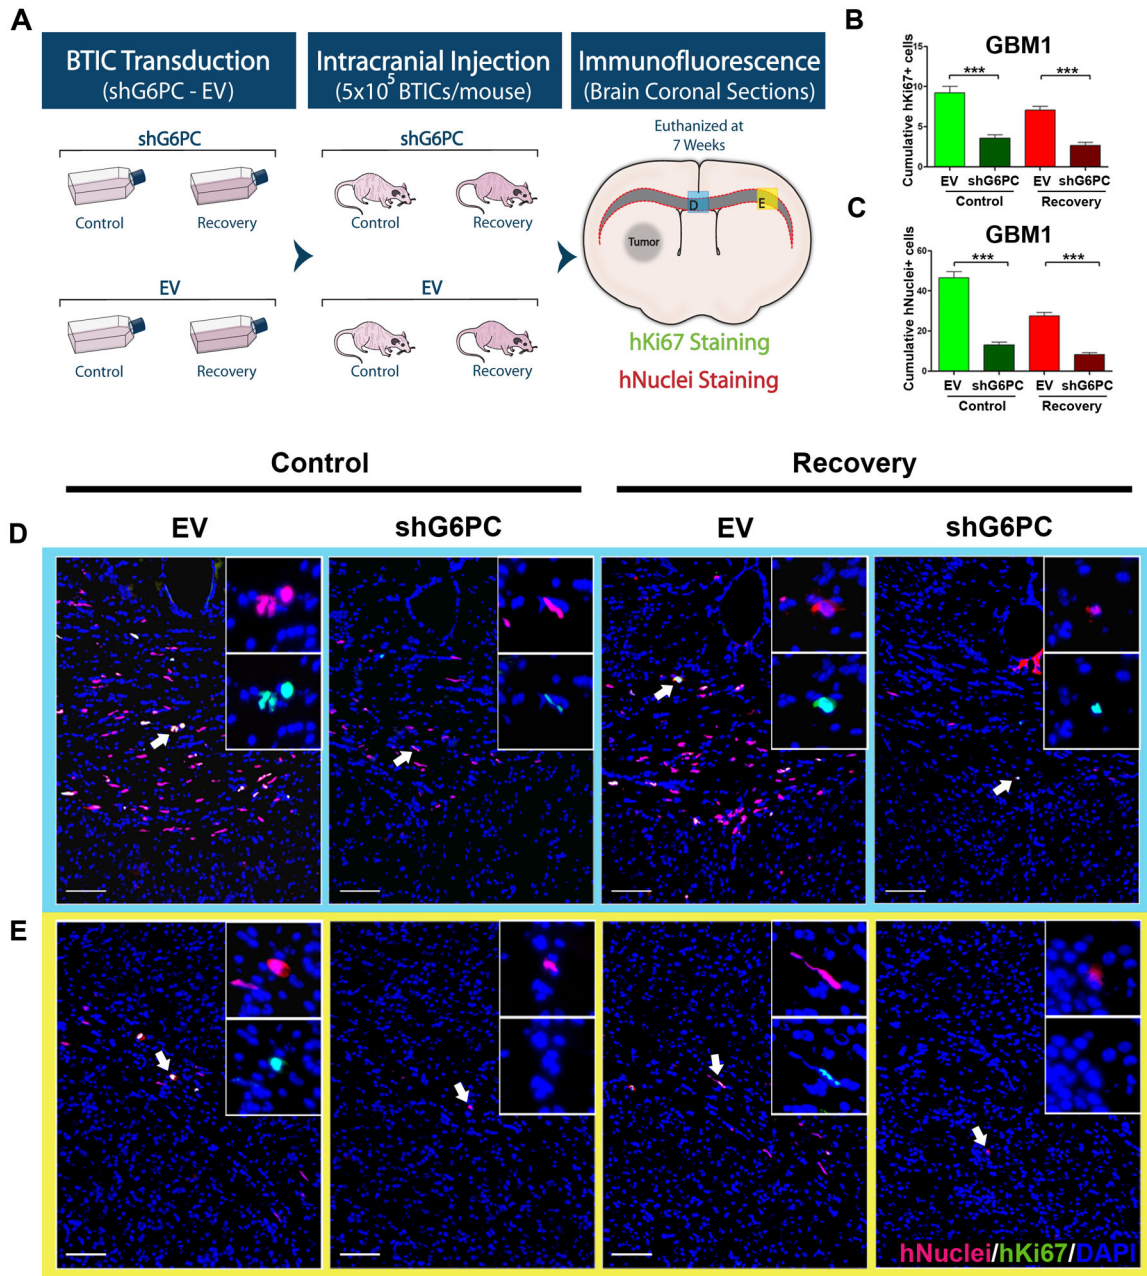 A
BTIC Transduction
(shG6PC - EV)
Intracranial Injection
(5x10⁵ BTICs/mouse)
Immunofluorescence
(Brain Coronal Sections)
shG6PC
Control
Recovery
EV
Control
Recovery
shG6PC
Control
Recovery
EV
Control
Recovery
Euthanized at
7 Weeks
D
E
Tumor
hKi67 Staining
hNuclei Staining
B
GBM1
Cumulative hKi67+ cells
15
10
5
0
***
***
EV shG6PC EV shG6PC
Control Recovery
C
GBM1
Cumulative hNuclei+ cells
60
40
20
0
***
***
EV shG6PC EV shG6PC
Control Recovery
Control Recovery
D
EV shG6PC EV shG6PC
E
hNuclei/hKi67/DAPI